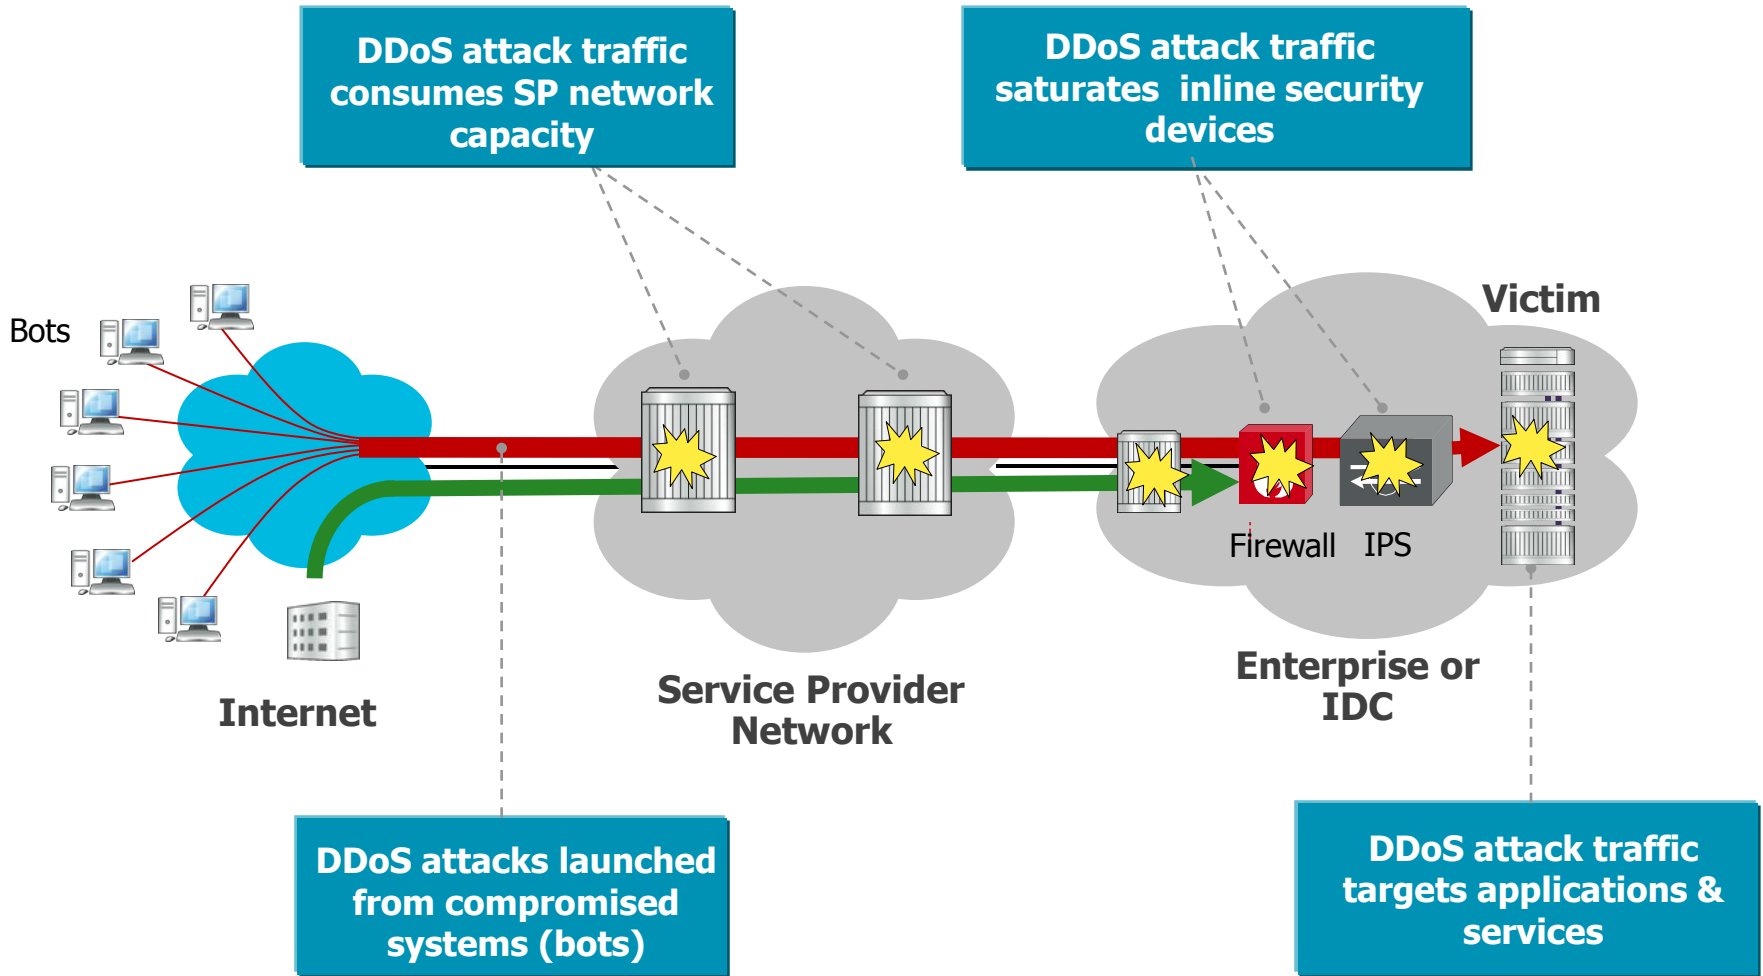 DDoS attack traffic
consumes SP network
capacity
DDoS attack traffic
saturates inline security
devices
Bots
Victim
Firewall
IPS
Internet
Service Provider
Network
Enterprise or
IDC
DDoS attacks launched
from compromised
systems (bots)
DDoS attack traffic
targets applications &
services